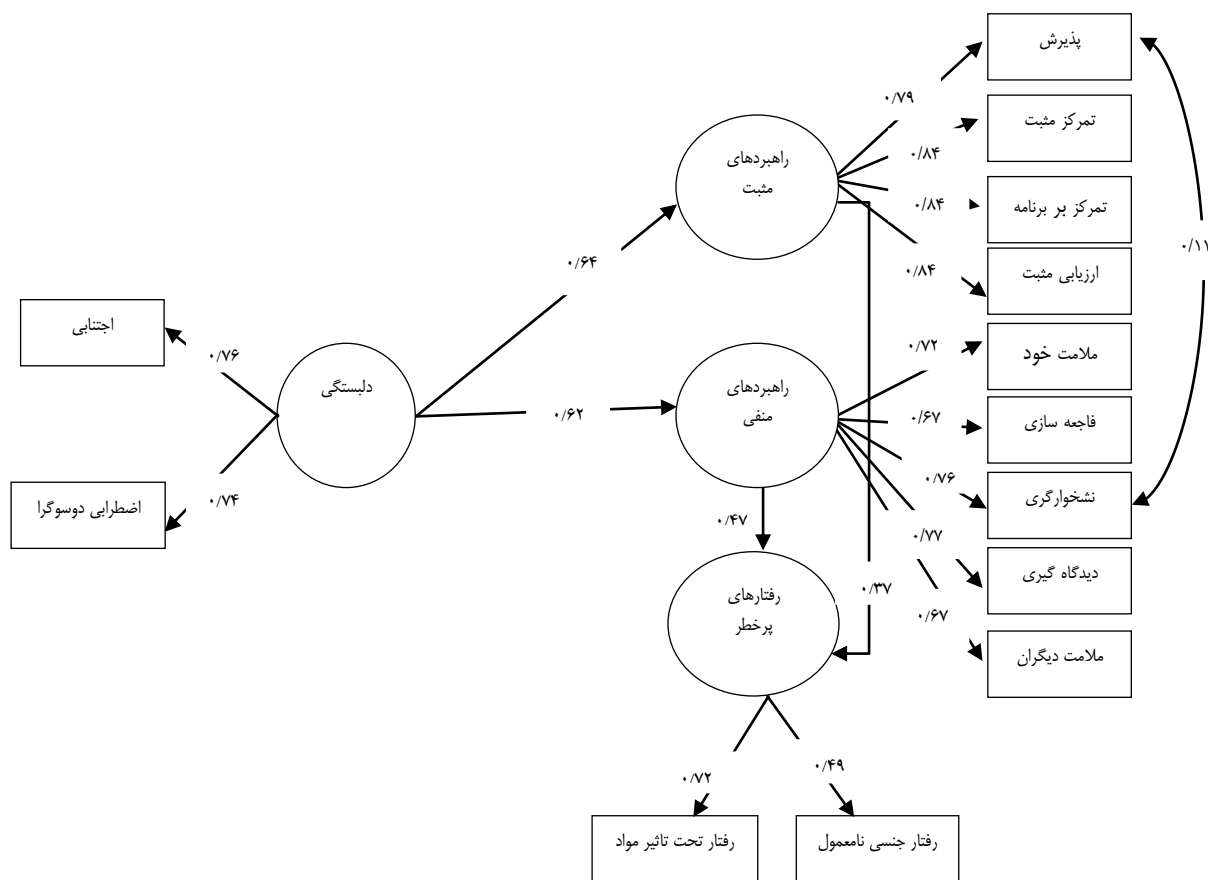 پذیرش
۰/۷۹
تمرکز مثبت
راهبردهای
مثبت
۰/۸۴
تمرکز بر برنامه
۰/۸۴
۰/۱۱
ارزیابی مثبت
۰/۸۴
۰/۶۴
اجتنابی
۰/۷۶
ملامت خود
۰/۷۲
راهبردهای
منفی
دلبستگی
۰/۶۲
فاجعه سازی
۰/۶۷
نشخوارگری
۰/۷۶
اضطرابی دوسوگرا
۰/۷۴
۰/۴۷
۰/۷۷
دیدگاه گیری
۰/۳۷
رفتارهای
پرخطر
۰/۶۷
ملامت دیگران
۰/۴۹
۰/۷۲
رفتار جنسی نامعمول
رفتار تحت تاثیر مواد